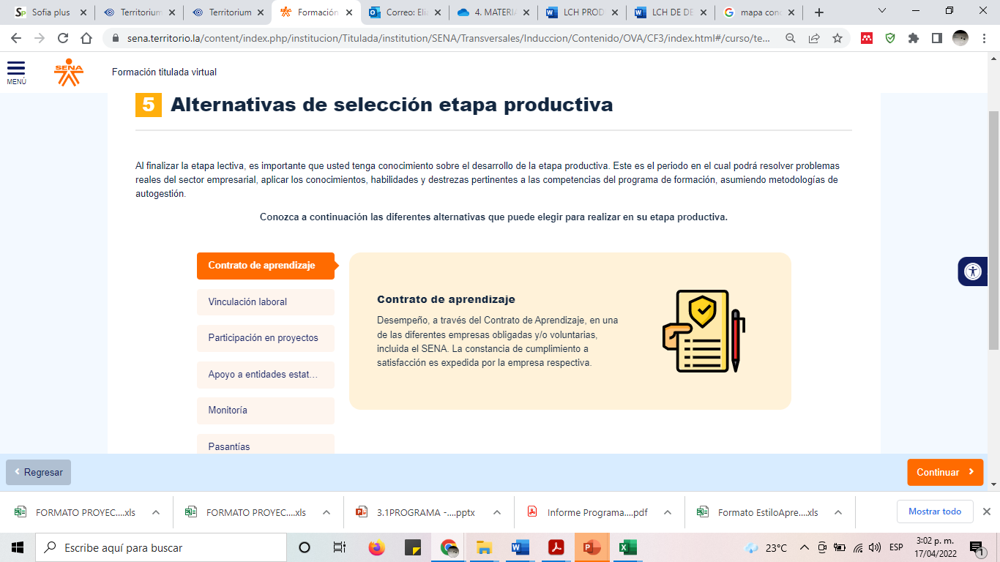 Sofia plus
Territorium
Territorium
Formación
Correo: Elia
4. MATERIA
LCH PROD
LCH DE DE
mapa conc
sena.territorio.la/content/index.php/institucion/Titulada/institution/SENA/Transversales/Induccion/Contenido/OVA/CF3/index.html#/curso/te...
MENÚ
SENA
Formación titulada virtual
5 Alternativas de selección etapa productiva
Al finalizar la etapa lectiva, es importante que usted tenga conocimiento sobre el desarrollo de la etapa productiva. Este es el periodo en el cual podrá resolver problemas
reales del sector empresarial, aplicar los conocimientos, habilidades y destrezas pertinentes a las competencias del programa de formación, asumiendo metodologías de
autogestión.
Conozca a continuación las diferentes alternativas que puede elegir para realizar en su etapa productiva.
Contrato de aprendizaje
Vinculación laboral
Participación en proyectos
Apoyo a entidades estat...
Monitoría
Pasantías
Contrato de aprendizaje
Desempeño, a través del Contrato de Aprendizaje, en una
de las diferentes empresas obligadas y/o voluntarias,
incluida el SENA. La constancia de cumplimiento a
satisfacción es expedida por la empresa respectiva.
Regresar
Continuar
FORMATO PROYEC....xls
FORMATO PROYEC....xls
3.1PROGRAMA -....pptx
Informe Programa....pdf
Formato EstiloApre....xls
Mostrar todo
Escribe aquí para buscar
23°C
ESP
3:02 p. m.
17/04/2022
1